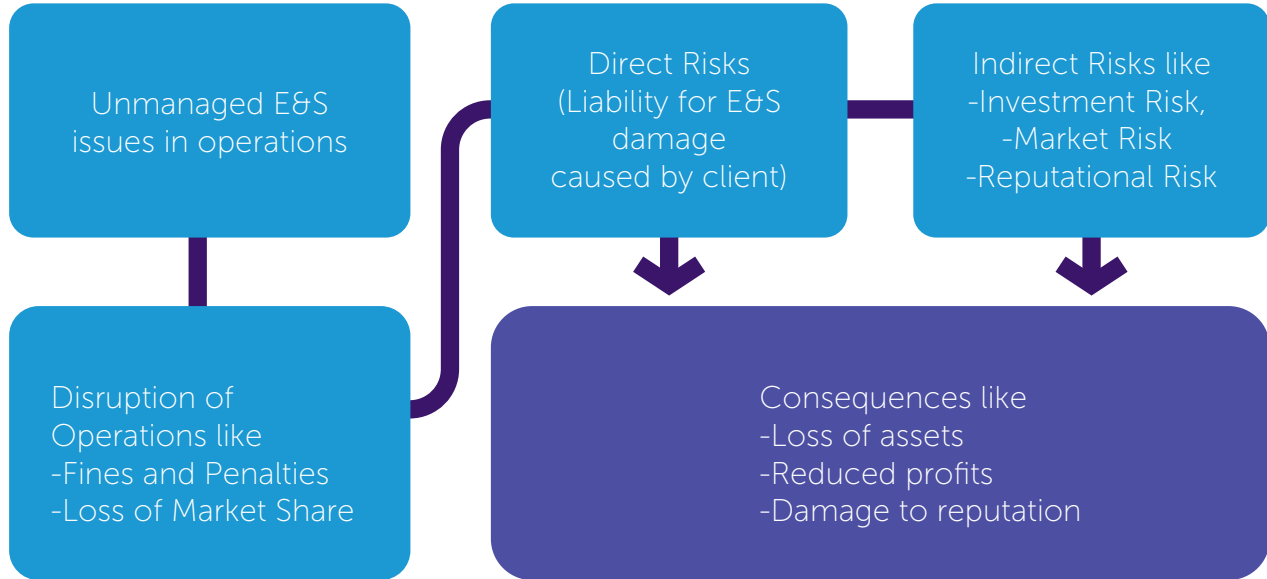 Unmanaged E&S
issues in operations
Disruption of
Operations like
-Fines and Penalties
-Loss of Market Share
Direct Risks
(Liability for E&S
damage
caused by client)
Indirect Risks like
-Investment Risk,
-Market Risk
-Reputational Risk
Consequences like
-Loss of assets
-Reduced profits
-Damage to reputation